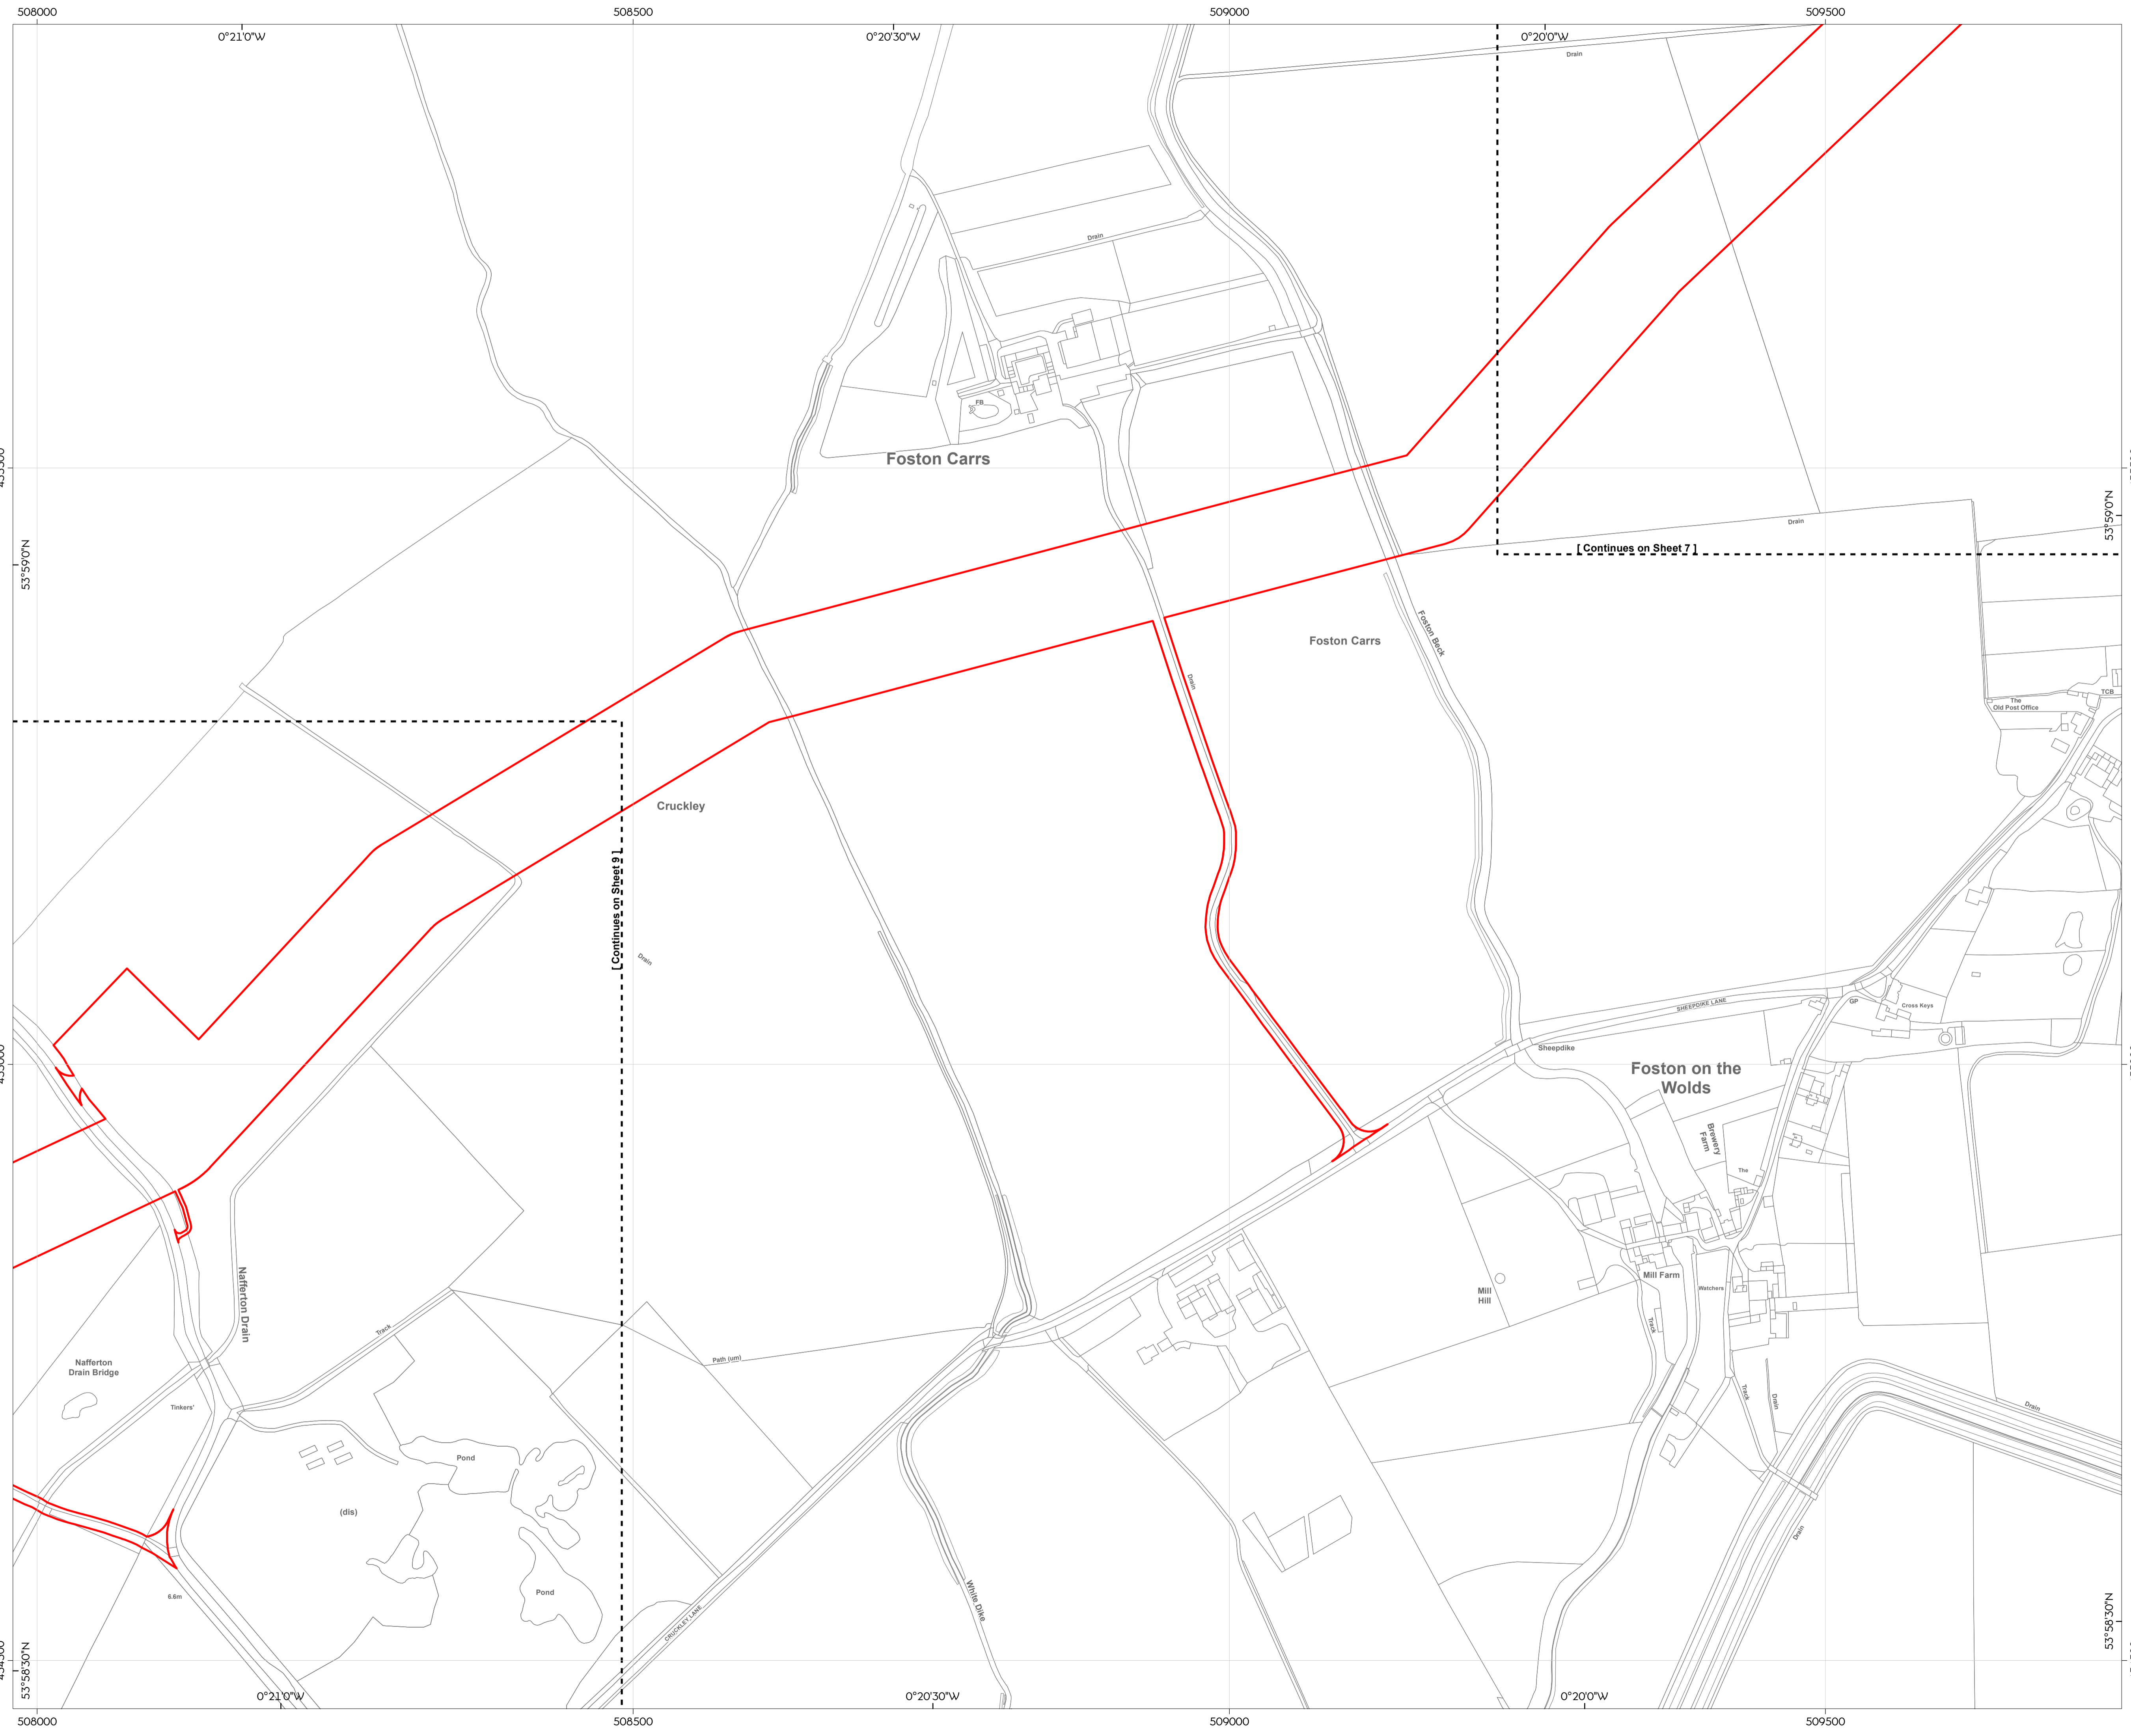 508000
508500
509000
509500
0°21'0"W
0°20'30"W
0°20'0"W
Drain
Drain
FB
Foston Carrs
53°59'0"N
53°59'0"N
Drain
[ Continues on Sheet 7 ]
Foston Beck
Foston Carrs
Drain
TCB
The
Old Post Office
Cruckley
[ Continues on Sheet 9 ]
Drain
SHEEPDIKE LANE
GP
Cross Keys
Sheepdike
Foston on the
Wolds
Brewery
Farm
The
Mill Farm
Watchers
Mill
Hill
Nafferton Drain
Track
Track
Path (um)
Nafferton
Drain Bridge
Tinkers'
Track
Drain
Drain
Pond
(dis)
Drain
Pond
6.6m
CRUCKLEY LANE
White Dike
53°58'30"N
53°58'30"N
0°21'0"W
0°20'30"W
0°20'0"W
508000
508500
509000
509500